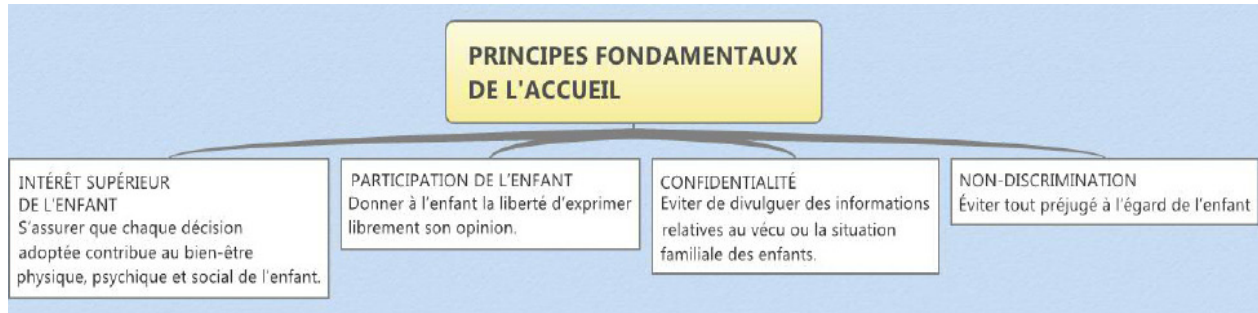 PRINCIPES FONDAMENTAUX
DE L'ACCUEIL
INTÉRÊT SUPÉRIEUR
DE L'ENFANT
S'assurer que chaque décision
adoptée contribue au bien-être
physique, psychique et social de l'enfant.
PARTICIPATION DE L'ENFANT
Donner à l'enfant la liberté d'exprimer
librement son opinion.
CONFIDENTIALITÉ
Eviter de divulguer des informations
relatives au vécu ou la situation
familiale des enfants.
NON-DISCRIMINATION
Éviter tout préjugé à l'égard de l'enfant